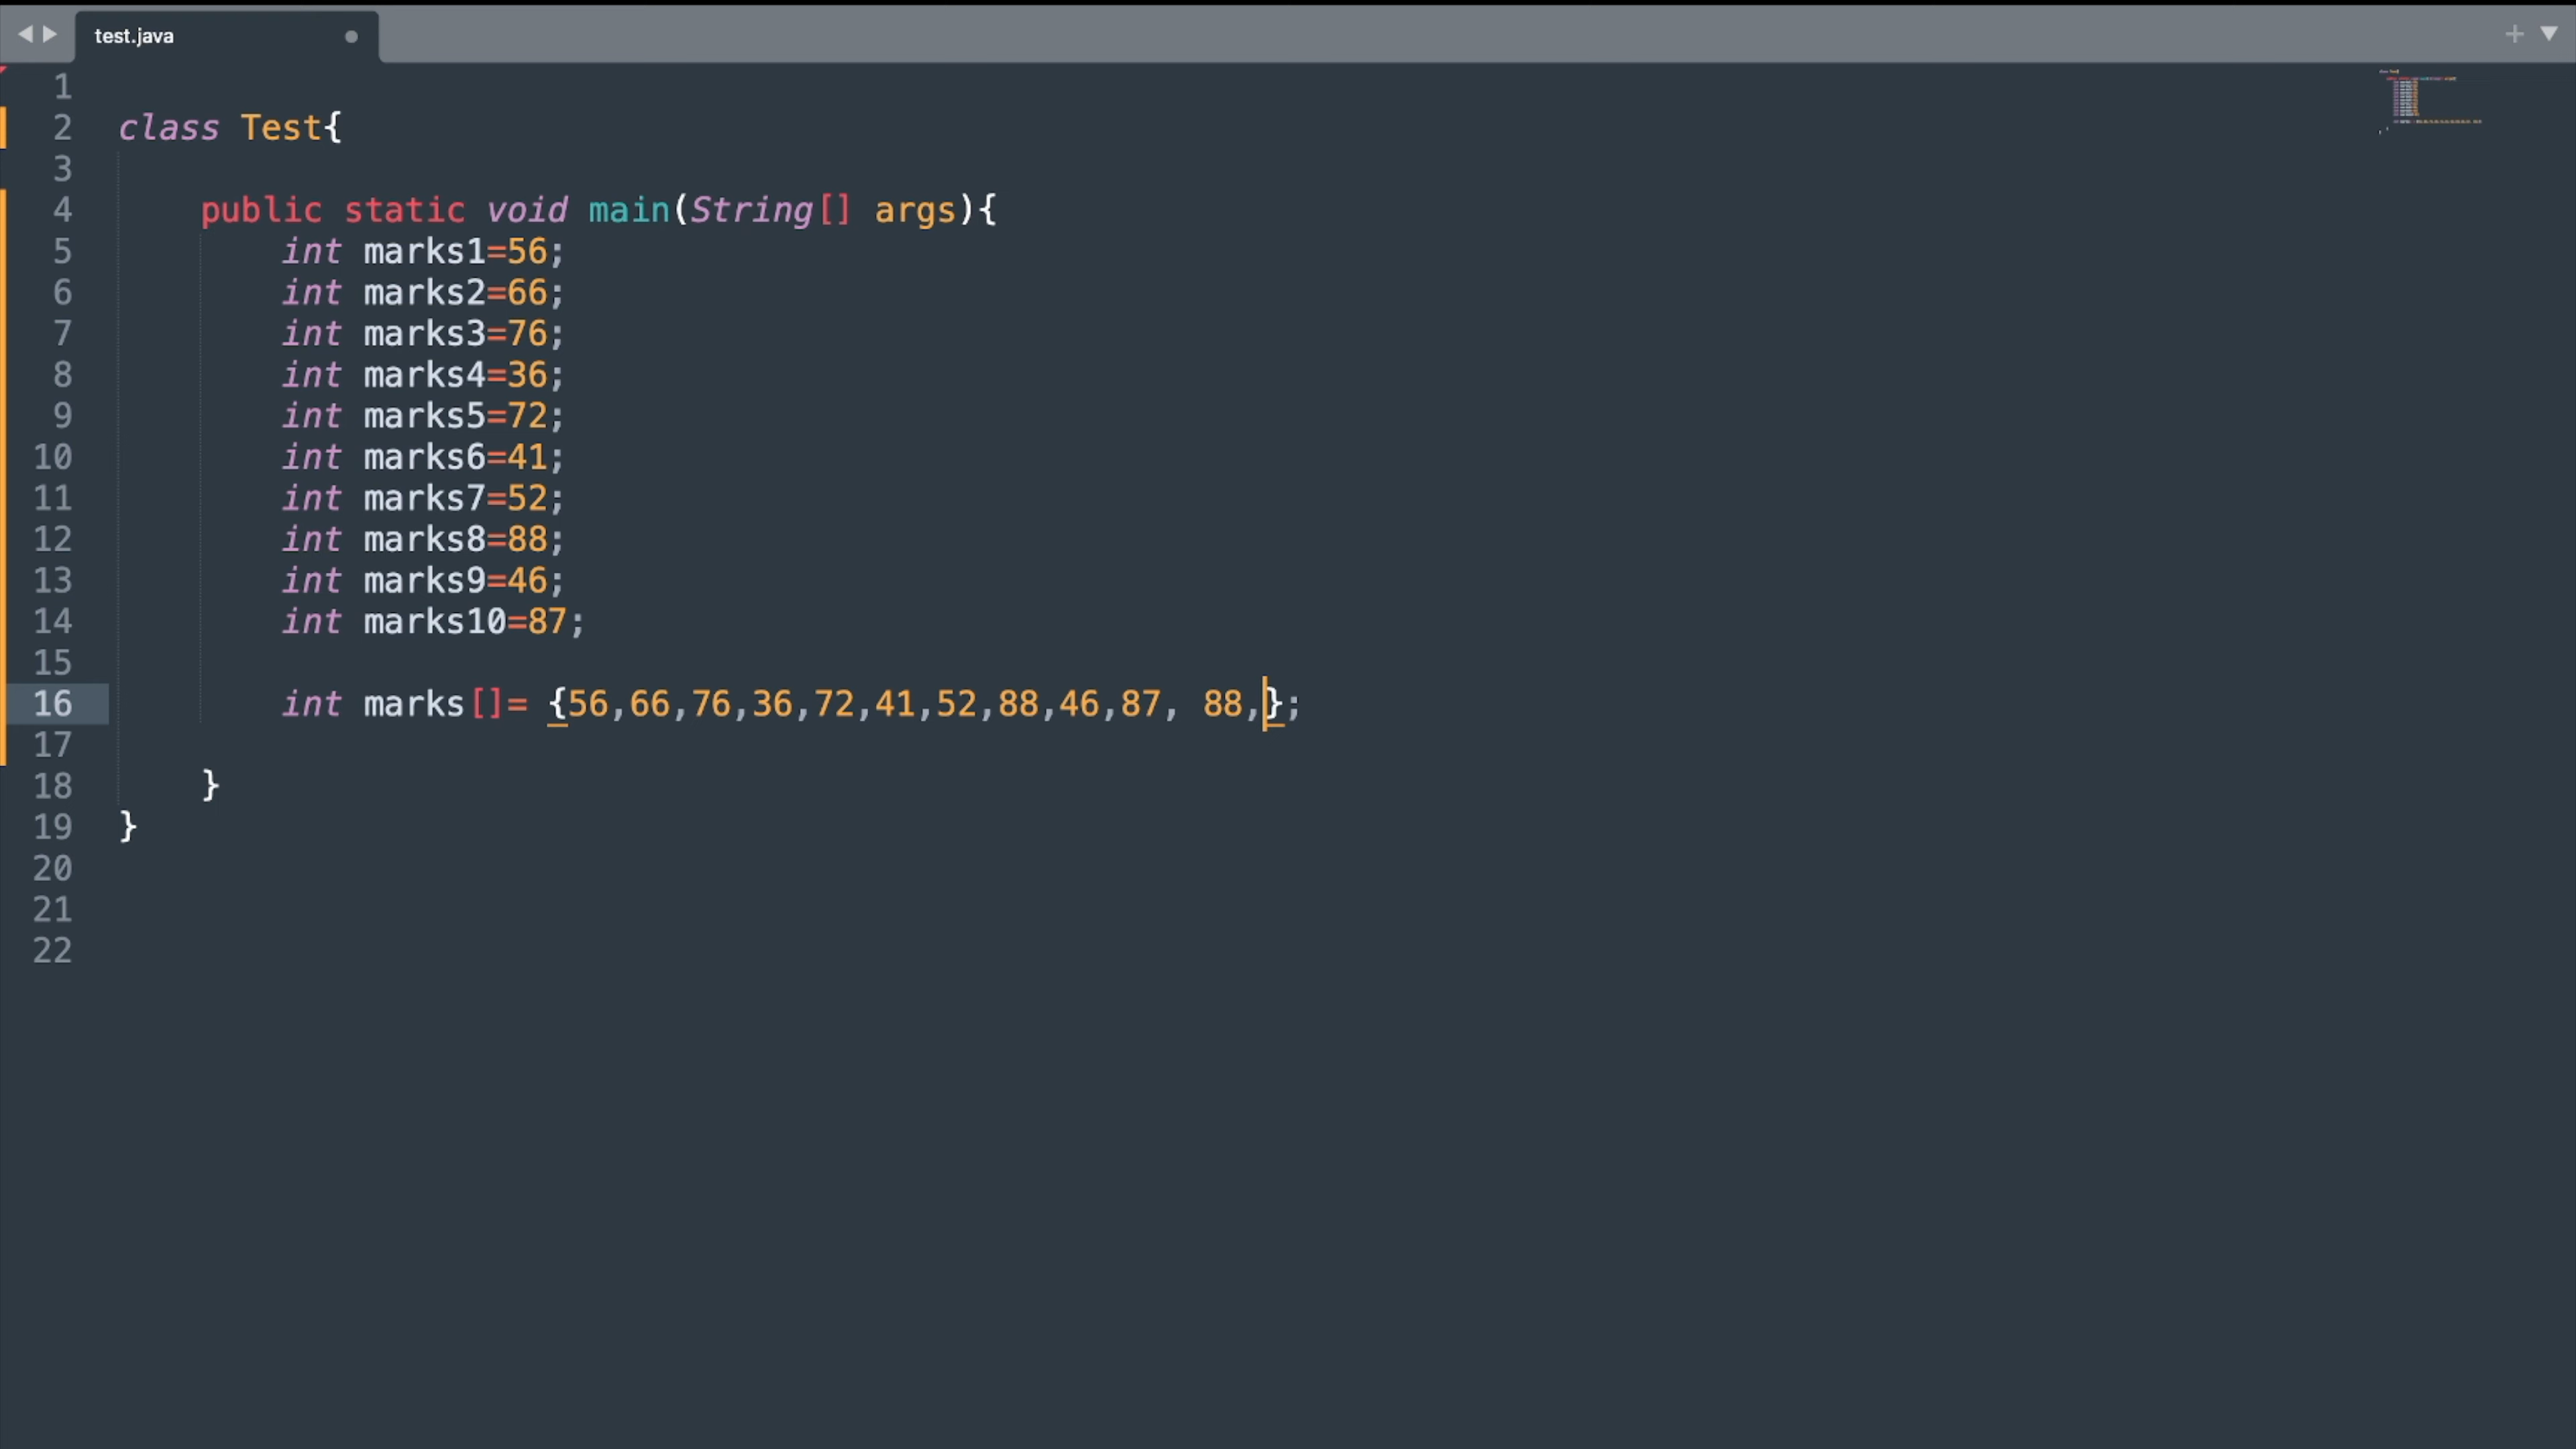 test.java
1
2 class Test{
3
4 public static void main(String[] args){
5 int marks1=56;
6 int marks2=66;
7 int marks3=76;
8 int marks4=36;
9 int marks5=72;
10 int marks6=41;
11 int marks7=52;
12 int marks8=88;
13 int marks9=46;
14 int marks10=87;
15
16 int marks[]= {56,66,76,36,72,41,52,88,46,87, 88,};
17
18 }
19 }
20
21
22